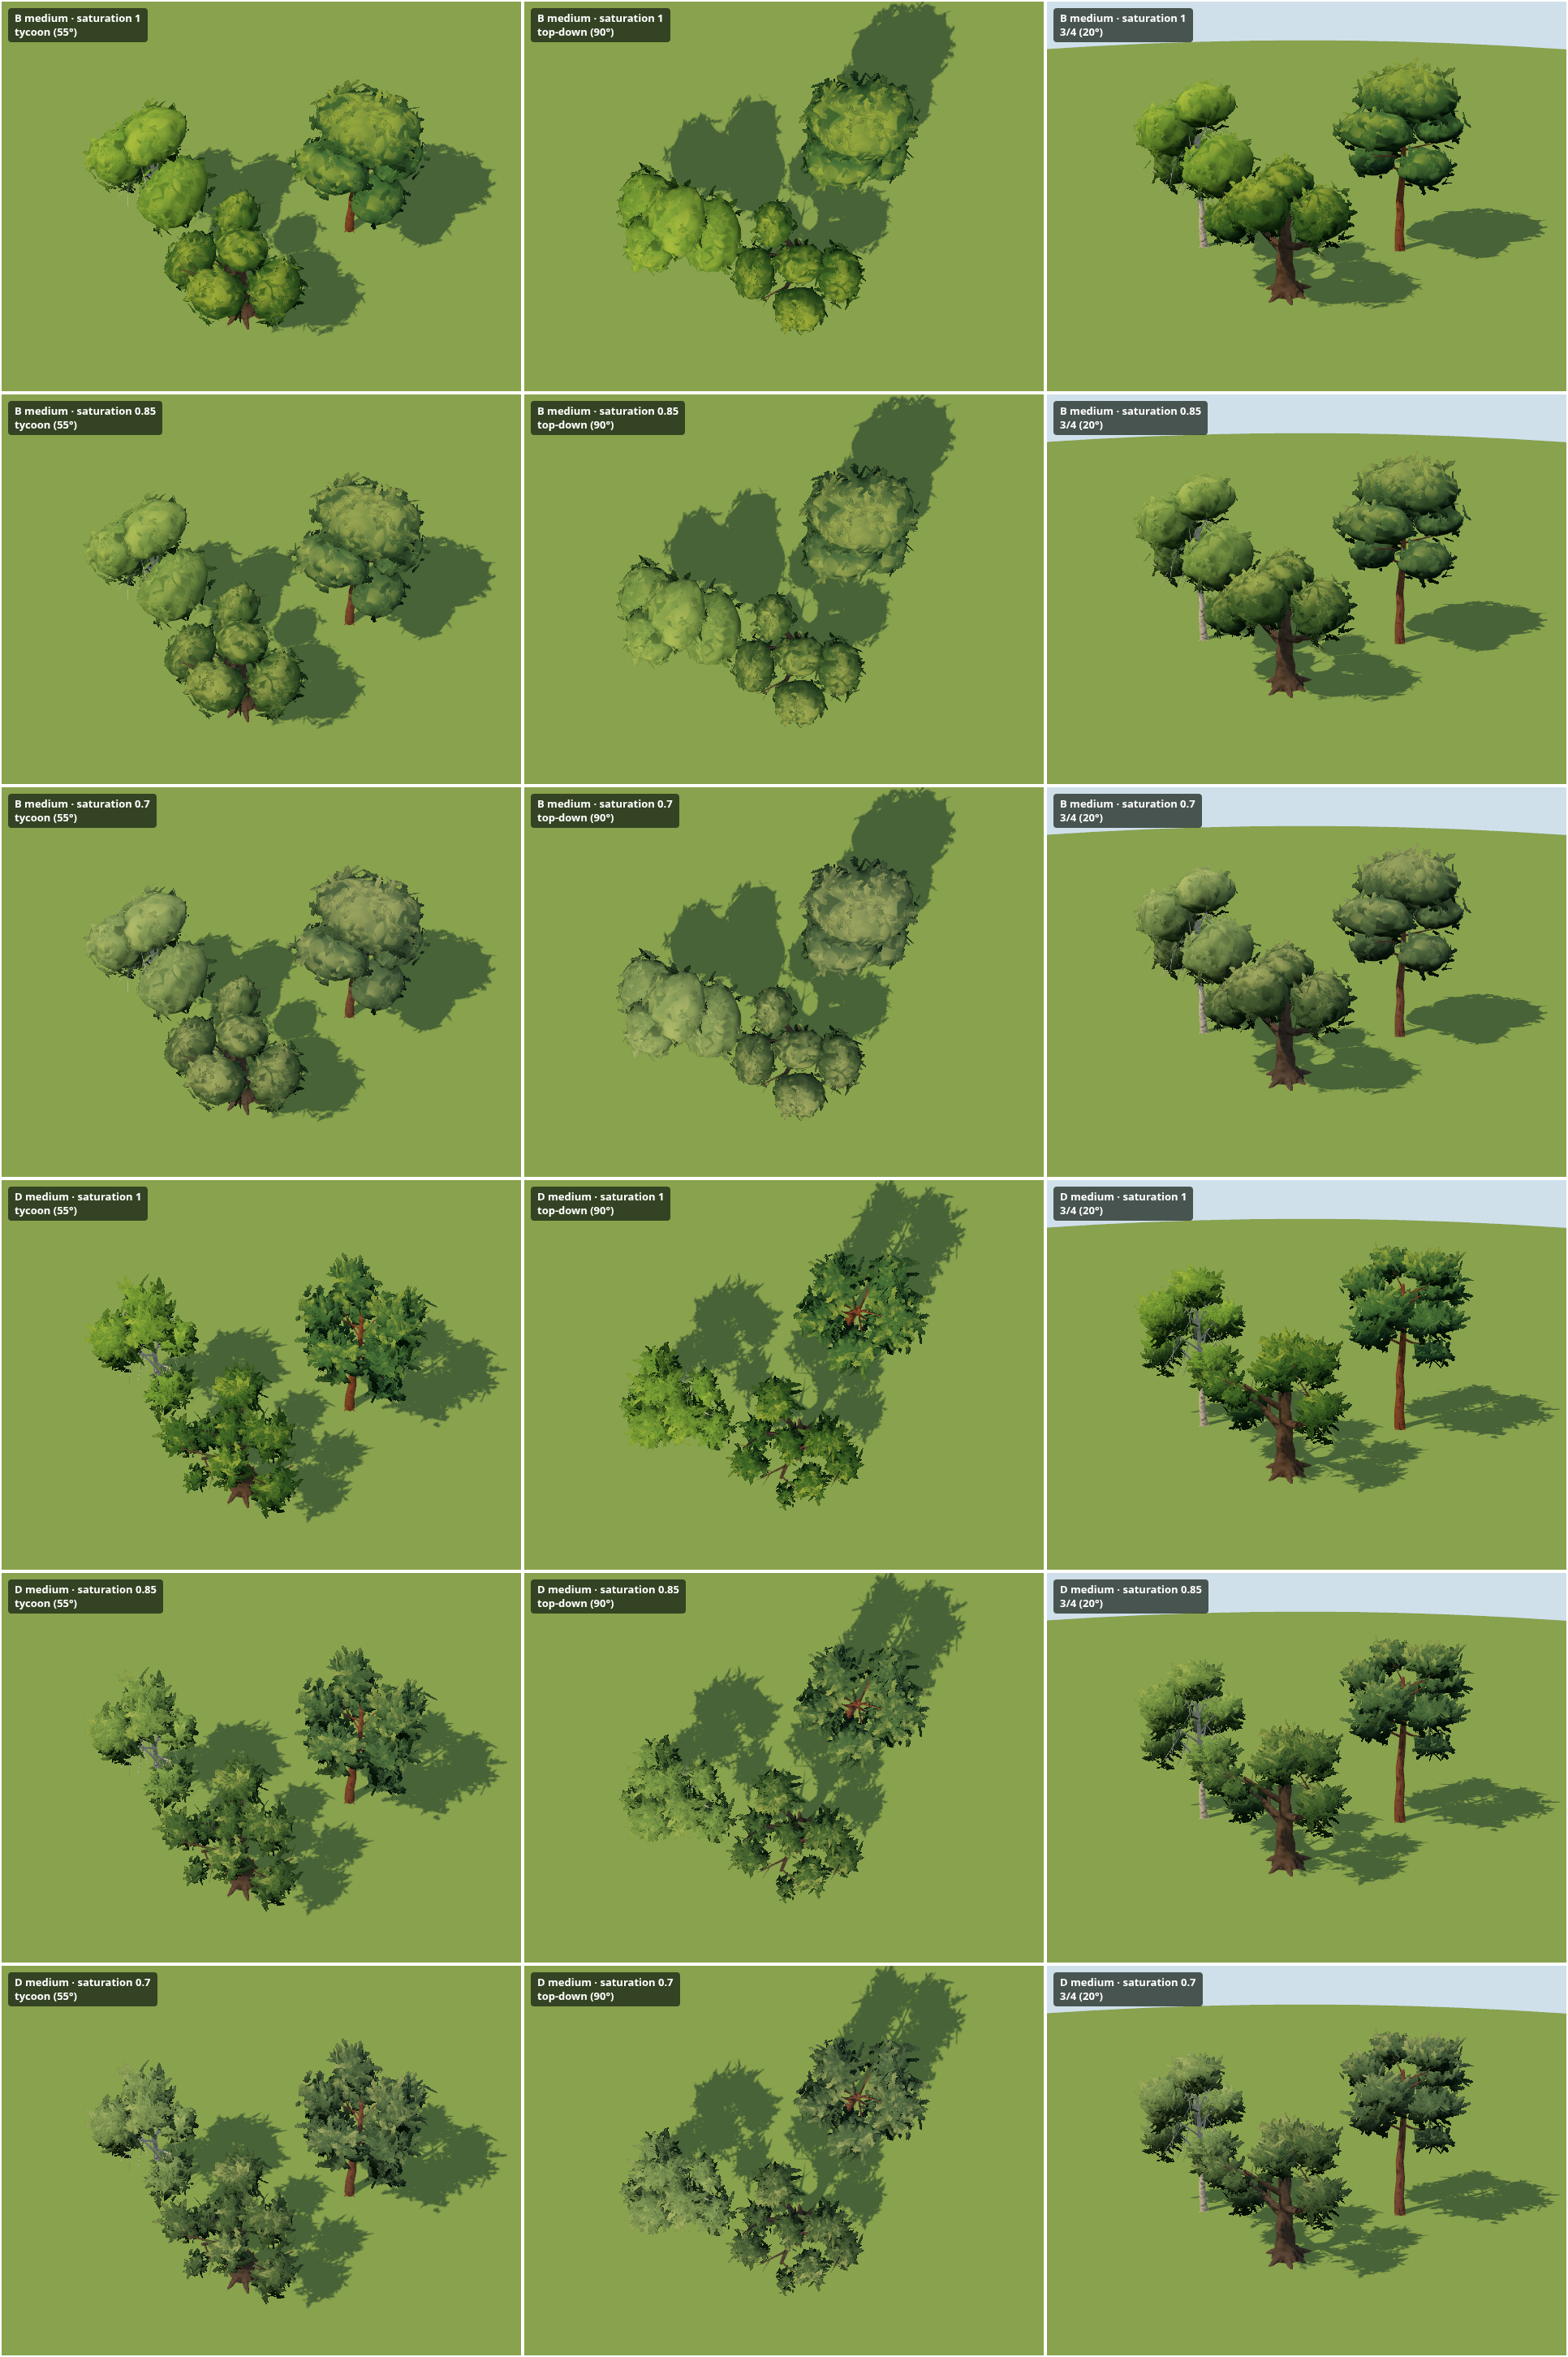 B medium · saturation 1
tycoon (55°)
B medium · saturation 1
top-down (90°)
B medium · saturation 1
3/4 (20°)
B medium · saturation 0.85
tycoon (55°)
B medium · saturation 0.85
top-down (90°)
B medium · saturation 0.85
3/4 (20°)
B medium · saturation 0.7
tycoon (55°)
B medium · saturation 0.7
top-down (90°)
B medium · saturation 0.7
3/4 (20°)
D medium · saturation 1
tycoon (55°)
D medium · saturation 1
top-down (90°)
D medium · saturation 1
3/4 (20°)
D medium · saturation 0.85
tycoon (55°)
D medium · saturation 0.85
top-down (90°)
D medium · saturation 0.85
3/4 (20°)
D medium · saturation 0.7
tycoon (55°)
D medium · saturation 0.7
top-down (90°)
D medium · saturation 0.7
3/4 (20°)